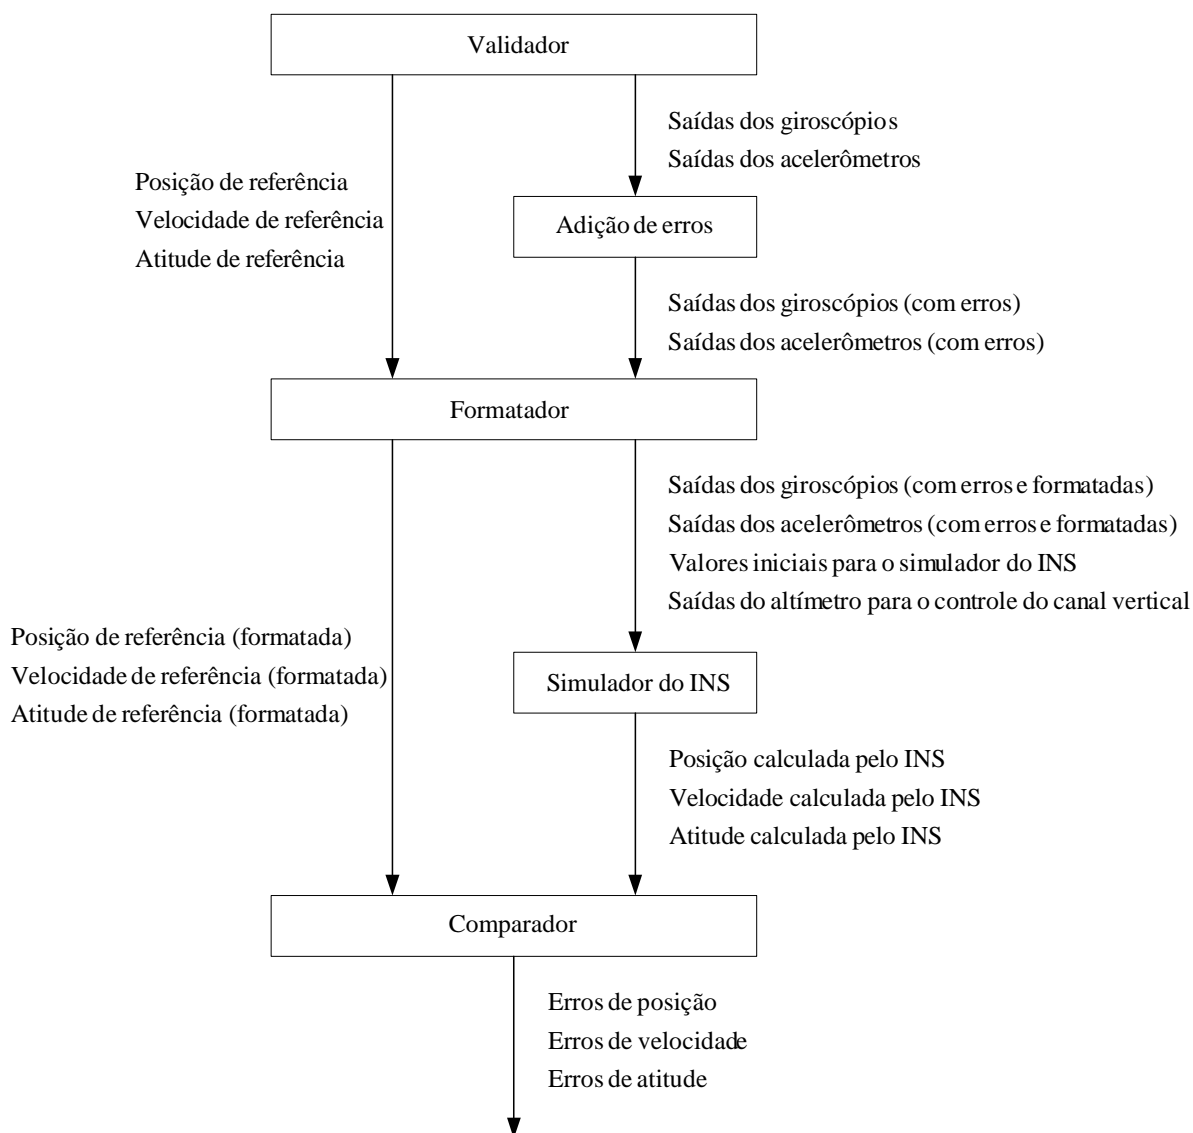 Validador
Saídas dos giroscópios
Saídas dos acelerômetros
Posição de referência
Velocidade de referência
Atitude de referência
Adição de erros
Saídas dos giroscópios (com erros)
Saídas dos acelerômetros (com erros)
Formatador
Saídas dos giroscópios (com erros e formatadas)
Saídas dos acelerômetros (com erros e formatadas)
Valores iniciais para o simulador do INS
Saídas do altímetro para o controle do canal vertical
Posição de referência (formatada)
Velocidade de referência (formatada)
Atitude de referência (formatada)
Simulador do INS
Posição calculada pelo INS
Velocidade calculada pelo INS
Atitude calculada pelo INS
Comparador
Erros de posição
Erros de velocidade
Erros de atitude